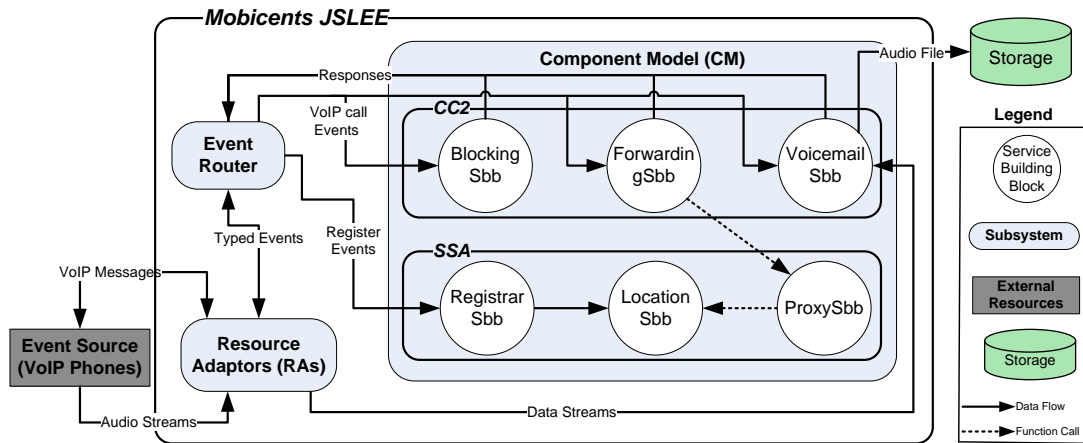 Mobicents JSLEE
Component Model (CM)
Responses
Audio File
Storage
VoIP call
Events
CC2
Event
Router
Blocking
Sbb
Forwardin
gSbb
Voicemail
Sbb
Legend
Service
Building
Block
Typed Events
Register
Events
Subsystem
SSA
VoIP Messages
Registrar
Sbb
Location
Sbb
ProxySbb
External
Resources
Event Source
(VoIP Phones)
Resource
Adaptors (RAs)
Storage
Audio Streams
Data Streams
Data Flow
Function Call